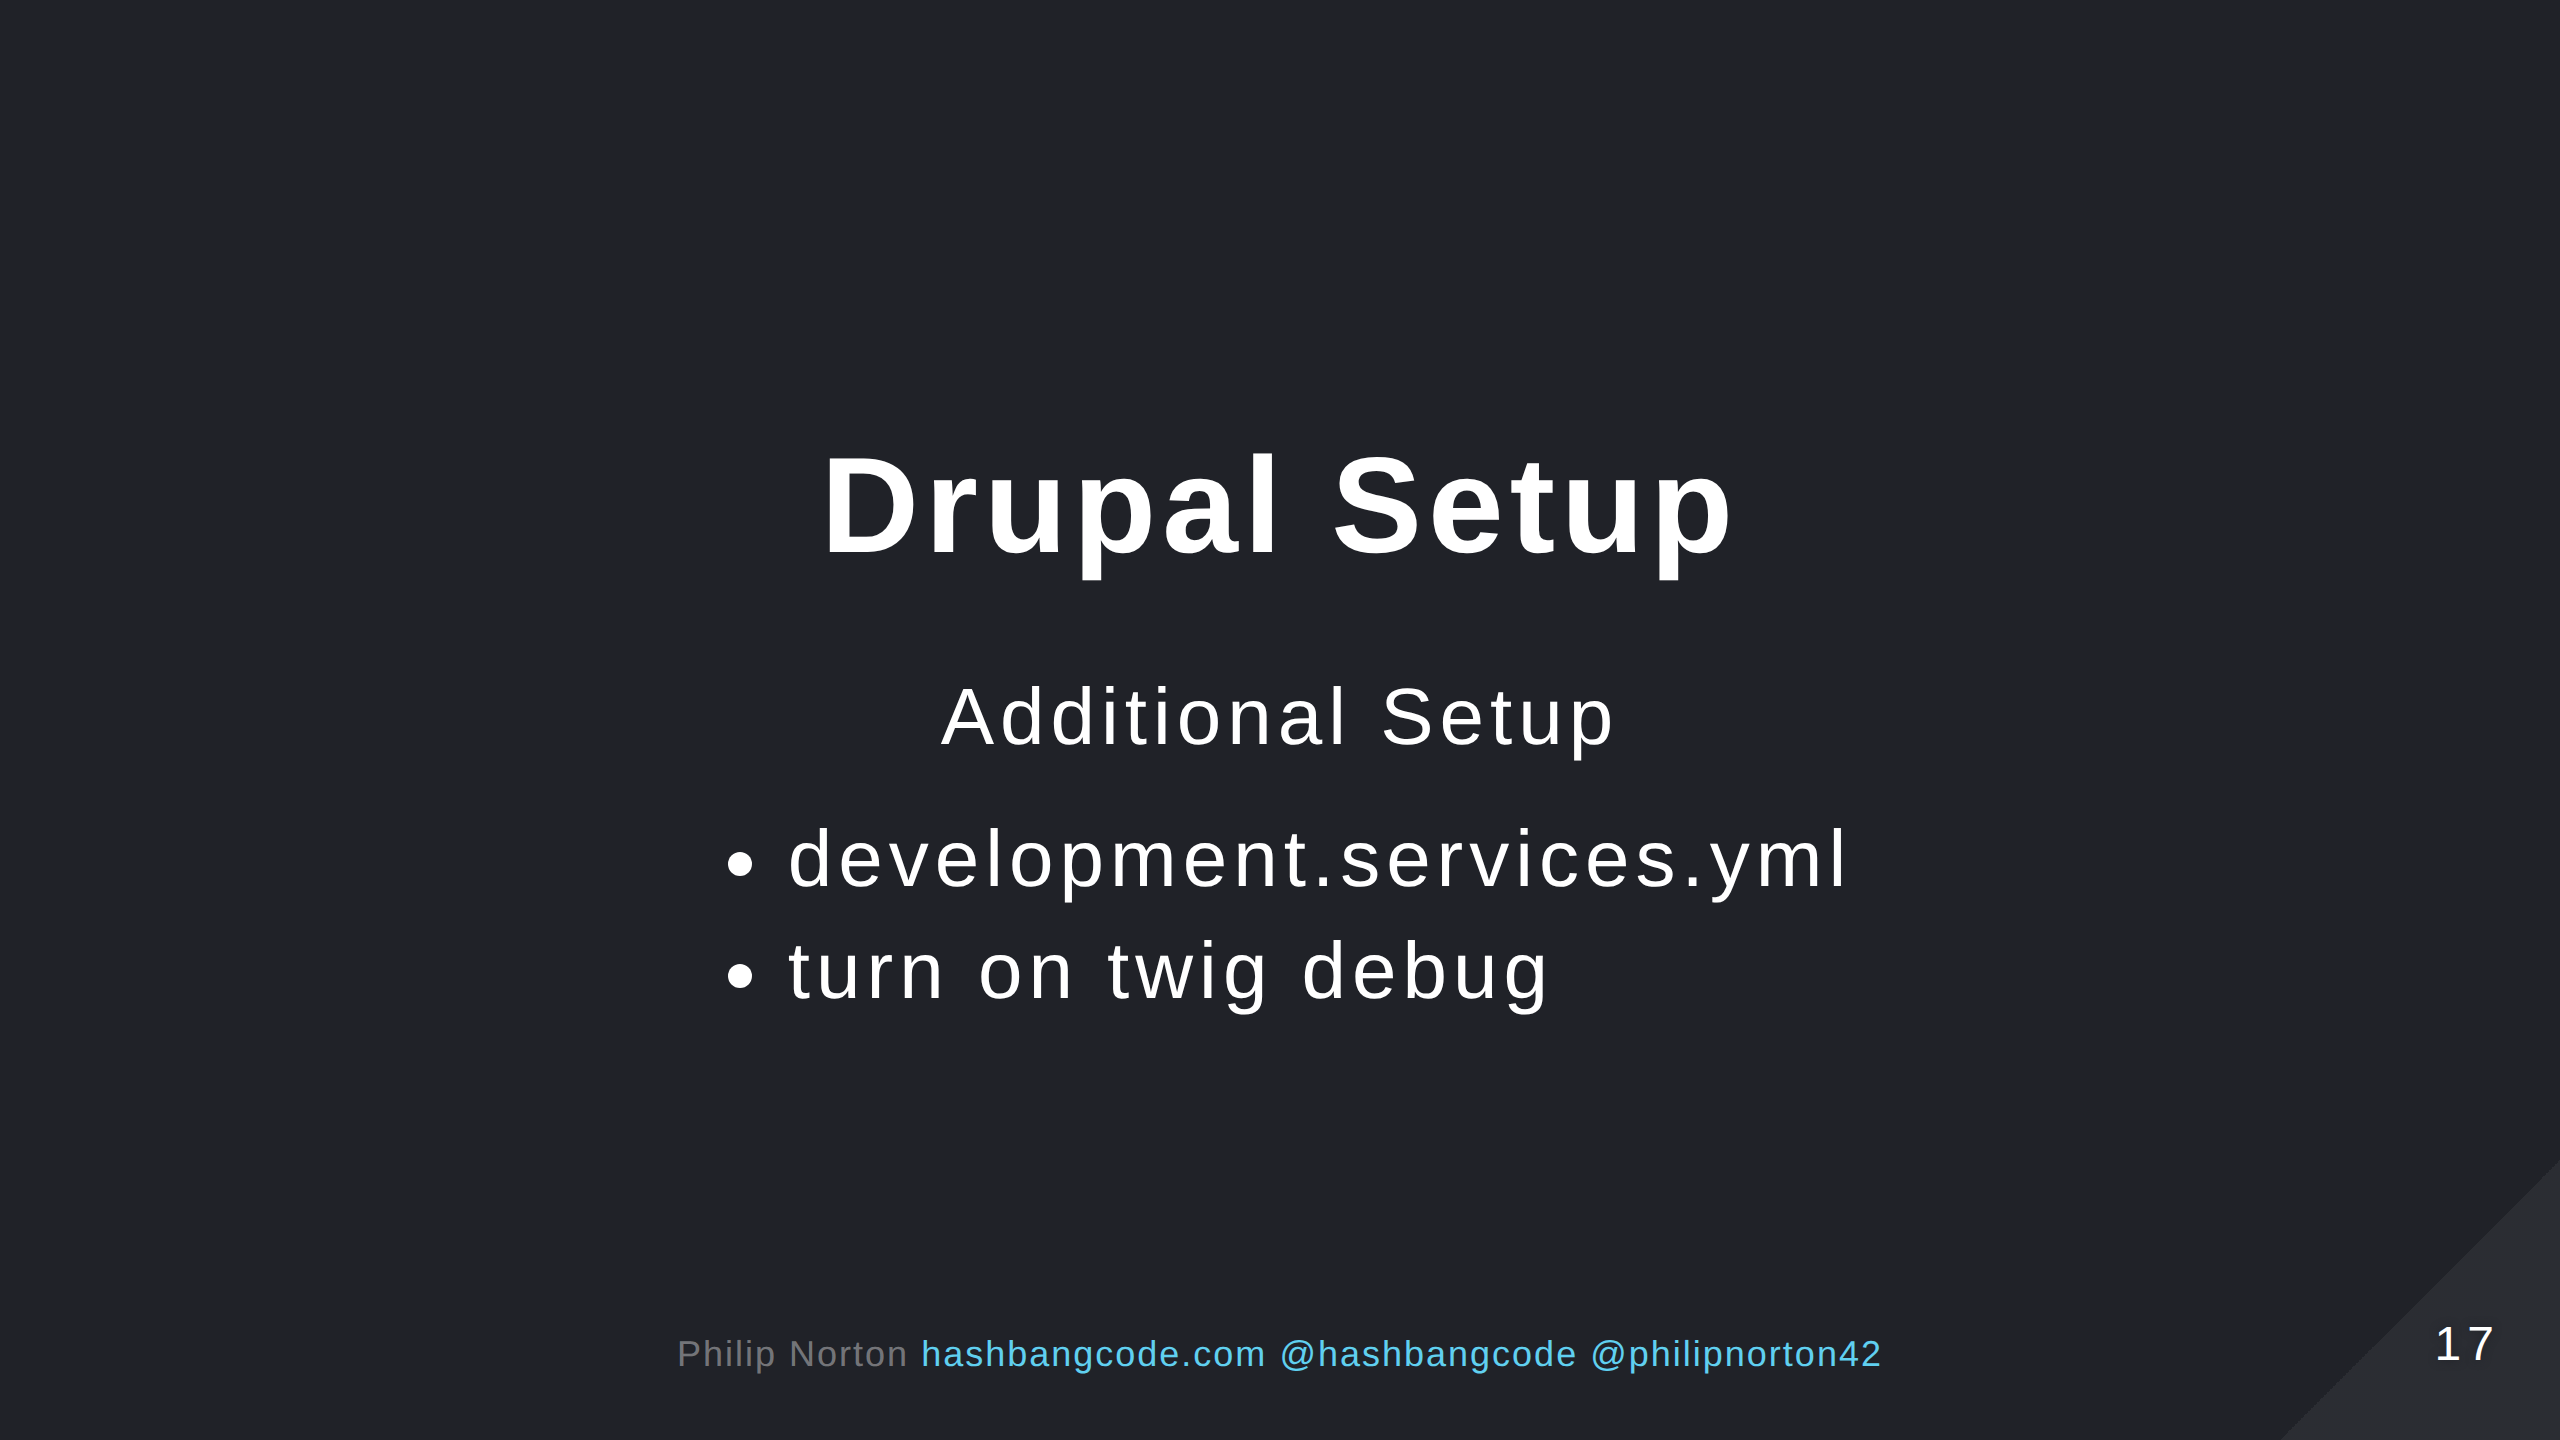 Drupal Setup
Additional Setup
• development.services.yml
• turn on twig debug
Philip Norton hashbangcode.com @hashbangcode @philipnorton42
17